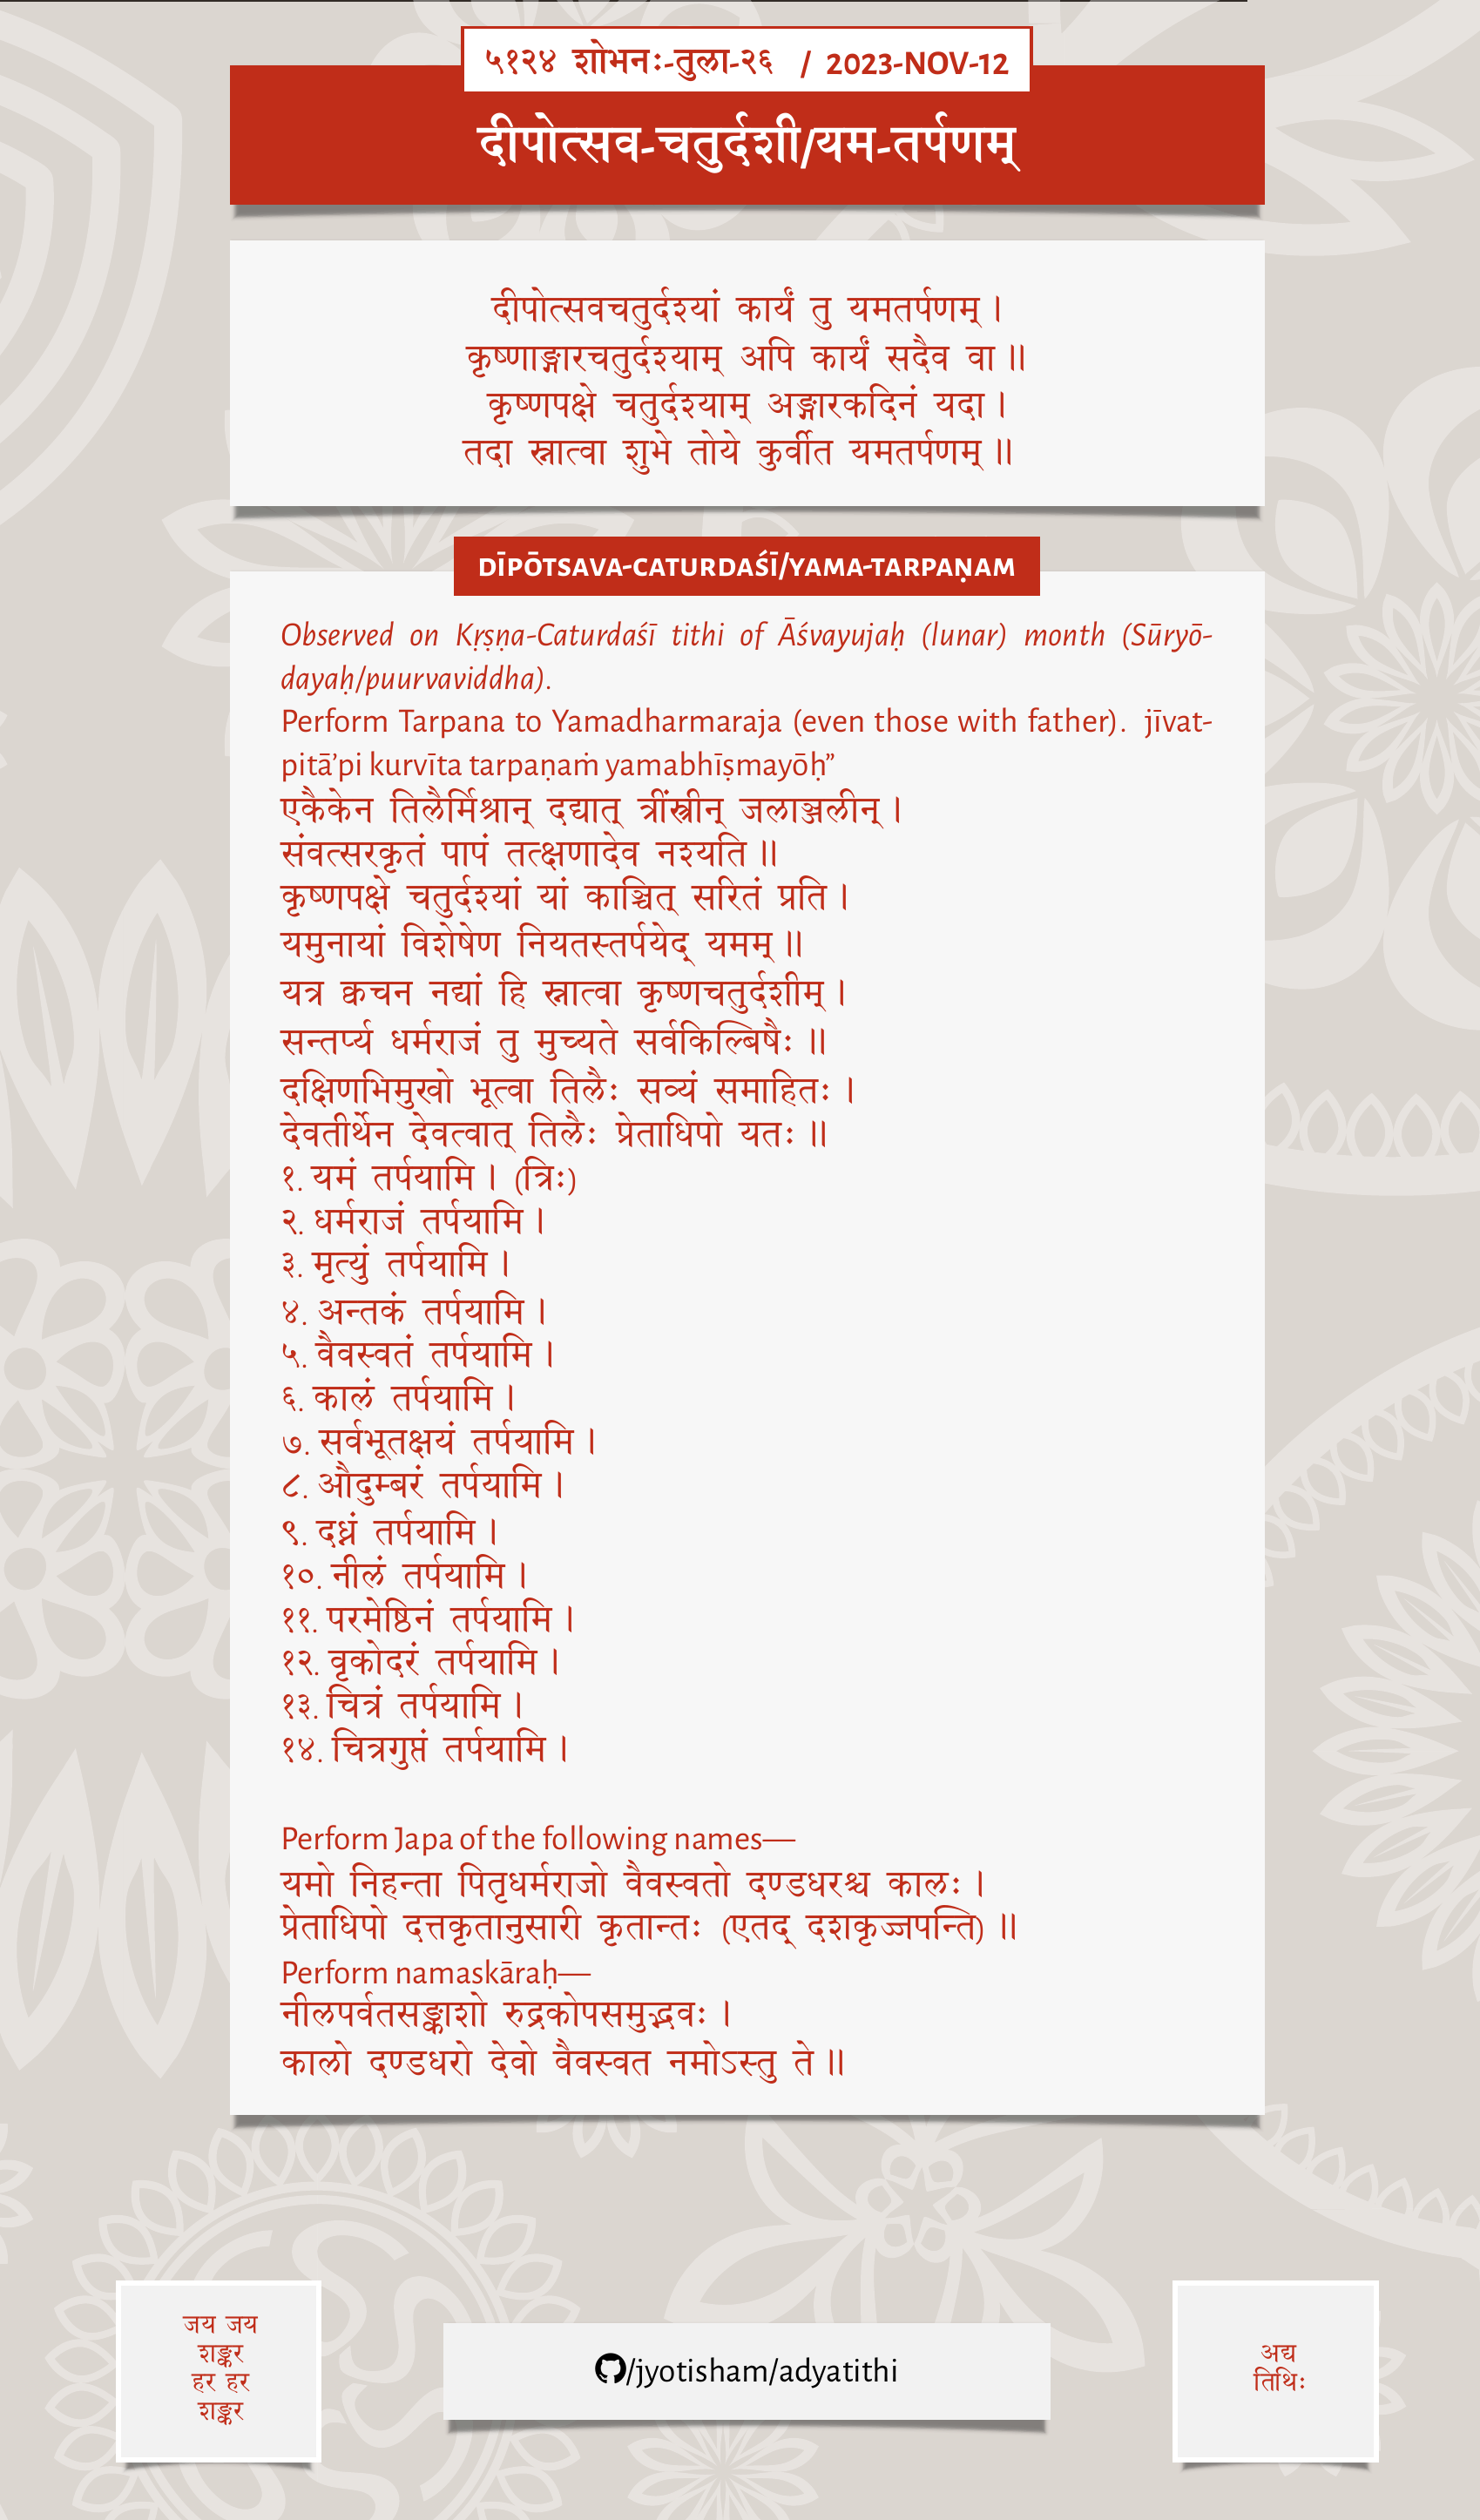 ५१२४ शोभनः-तुला-२६ / 2023-NOV-12
दीपोत्सव-चतुर्दशी/यम-तर्पणम्
दीपोत्सवचतुर्दश्यां कार्यं तु यमतर्पणम् ।
कृष्णाङ्गारचतुर्दश्याम् अपि कार्यं सदैव वा ॥
कृष्णपक्षे चतुर्दश्याम् अङ्गारकदिनं यदा ।
तदा स्नात्वा शुभे तोये कुर्वीत यमतर्पणम् ॥
DĪPŌTSAVA-CATURDAŚĪ/YAMA-TARPAṆAM
Observed on Kṛṣṇa-Caturdaśī tithi of Āśvayujaḥ (lunar) month (Sūryō-
dayaḥ/puurvaviddha).
Perform Tarpana to Yamadharmaraja (even those with father). jīvat-
pitā’pi kurvīta tarpaṇaṁ yamabhīṣmayōḥ”
एकैकेन तिलैर्मिश्रान् दद्यात् त्रींस्त्रीन् जलाञ्जलीन् ।
संवत्सरकृतं पापं तत्क्षणादेव नश्यति ॥
कृष्णपक्षे चतुर्दश्यां यां काञ्चित् सरितं प्रति ।
यमुनायां विशेषेण नियतस्तर्पयेद् यमम् ॥
यत्र क्वचन नद्यां हि स्नात्वा कृष्णचतुर्दशीम् ।
सन्तर्प्य धर्मराजं तु मुच्यते सर्वकिल्बिषैः ॥
दक्षिणभिमुखो भूत्वा तिलैः सव्यं समाहितः ।
देवतीर्थेन देवत्वात् तिलैः प्रेताधिपो यतः ॥
१. यमं तर्पयामि । (त्रिः)
२. धर्मराजं तर्पयामि ।
३. मृत्युं तर्पयामि ।
४. अन्तकं तर्पयामि ।
५. वैवस्वतं तर्पयामि ।
६. कालं तर्पयामि ।
७. सर्वभूतक्षयं तर्पयामि ।
८. औदुम्बरं तर्पयामि ।
९. दध्नं तर्पयामि ।
१०. नीलं तर्पयामि ।
११. परमेष्ठिनं तर्पयामि ।
१२. वृकोदरं तर्पयामि ।
१३. चित्रं तर्पयामि ।
१४. चित्रगुप्तं तर्पयामि ।
Perform Japa of the following names—
यमो निहन्ता पितृधर्मराजो वैवस्वतो दण्डधरश्च कालः ।
प्रेताधिपो दत्तकृतानुसारी कृतान्तः (एतद् दशकृज्जपन्ति) ॥
Perform namaskāraḥ—
नीलपर्वतसङ्काशो रुद्रकोपसमुद्भवः ।
कालो दण्डधरो देवो वैवस्वत नमोऽस्तु ते ॥
जय जय
शङ्कर
हर हर
शङ्कर
/jyotisham/adyatithi
अद्य
तिथिः